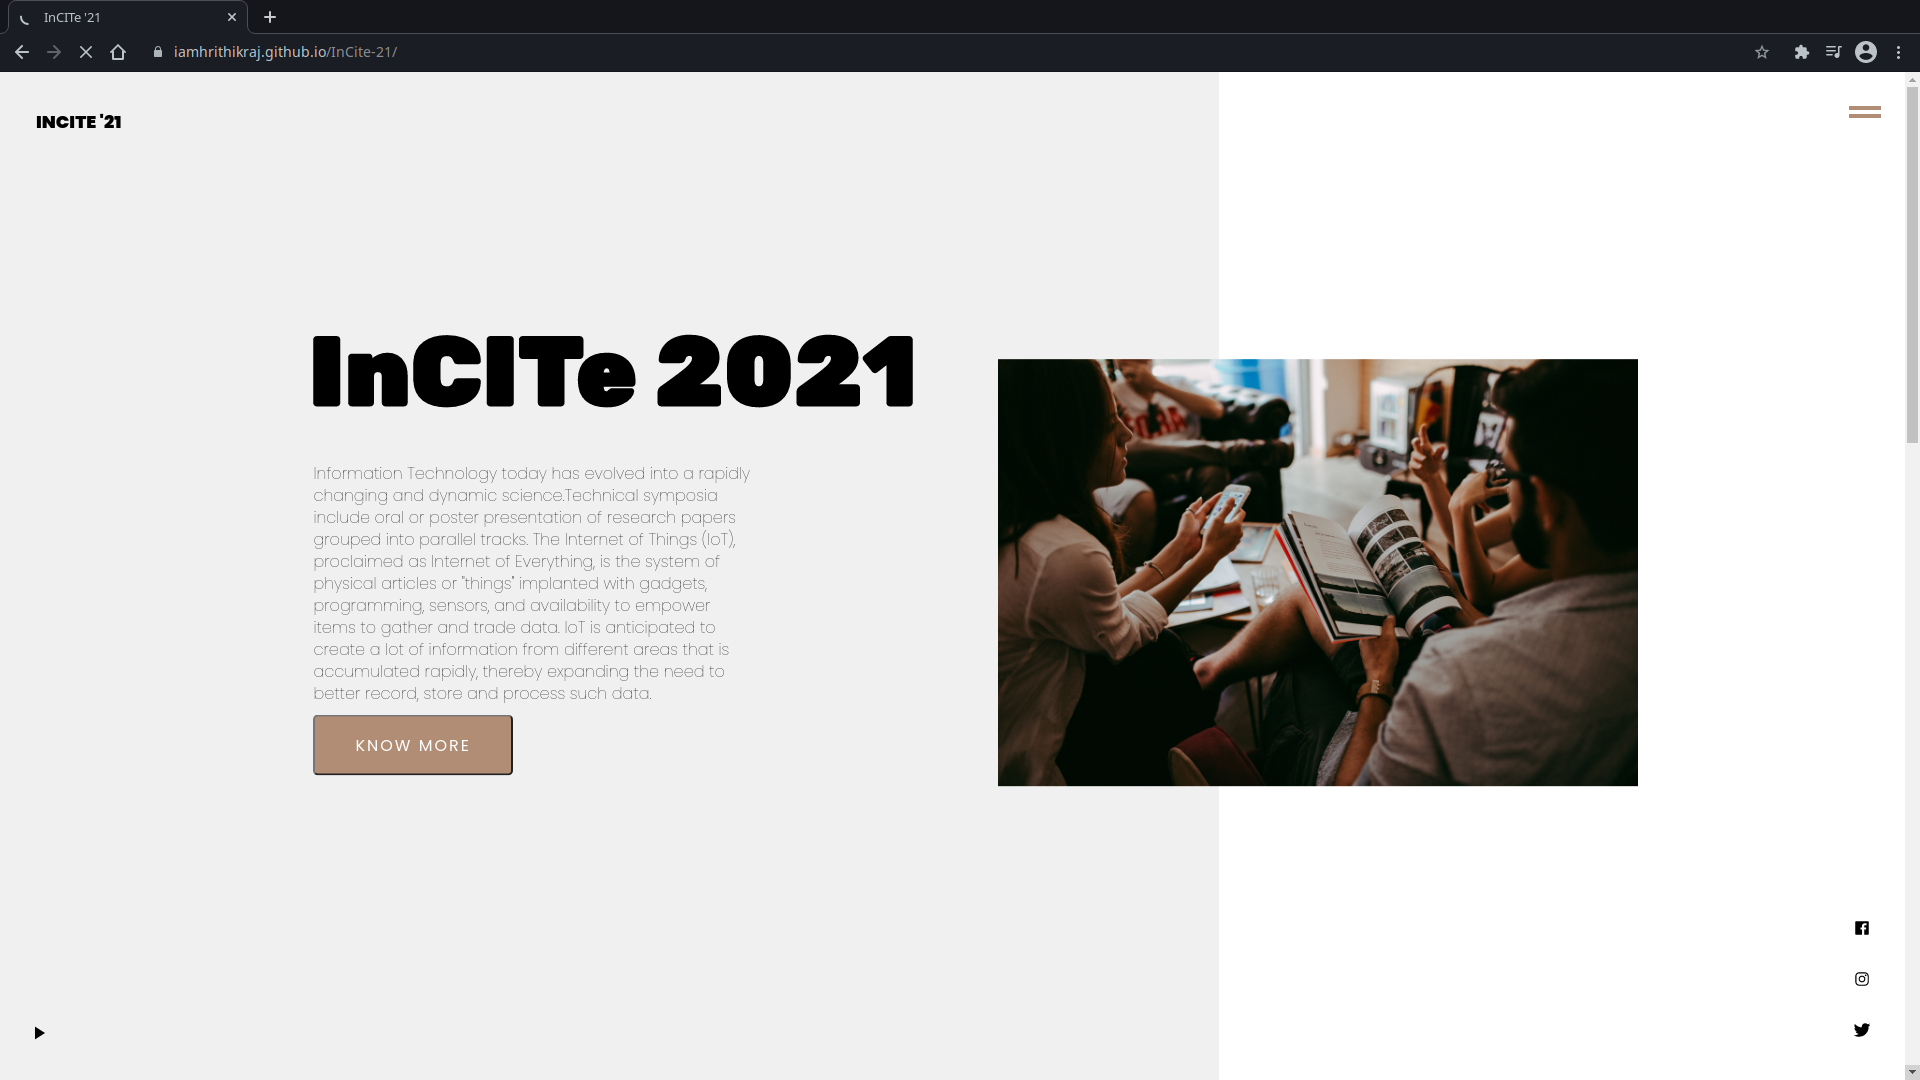 InCITe '21
iamhrithikraj.github.io/InCite-21/
INCITE '21
InCITe 2021
Information Technology today has evolved into a rapidly
changing and dynamic science.Technical symposia
include oral or poster presentation of research papers
grouped into parallel tracks. The Internet of Things (IoT),
proclaimed as Internet of Everything, is the system of
physical articles or "things" implanted with gadgets,
programming, sensors, and availability to empower
items to gather and trade data. IoT is anticipated to
create a lot of information from different areas that is
accumulated rapidly, thereby expanding the need to
better record, store and process such data.
KNOW MORE